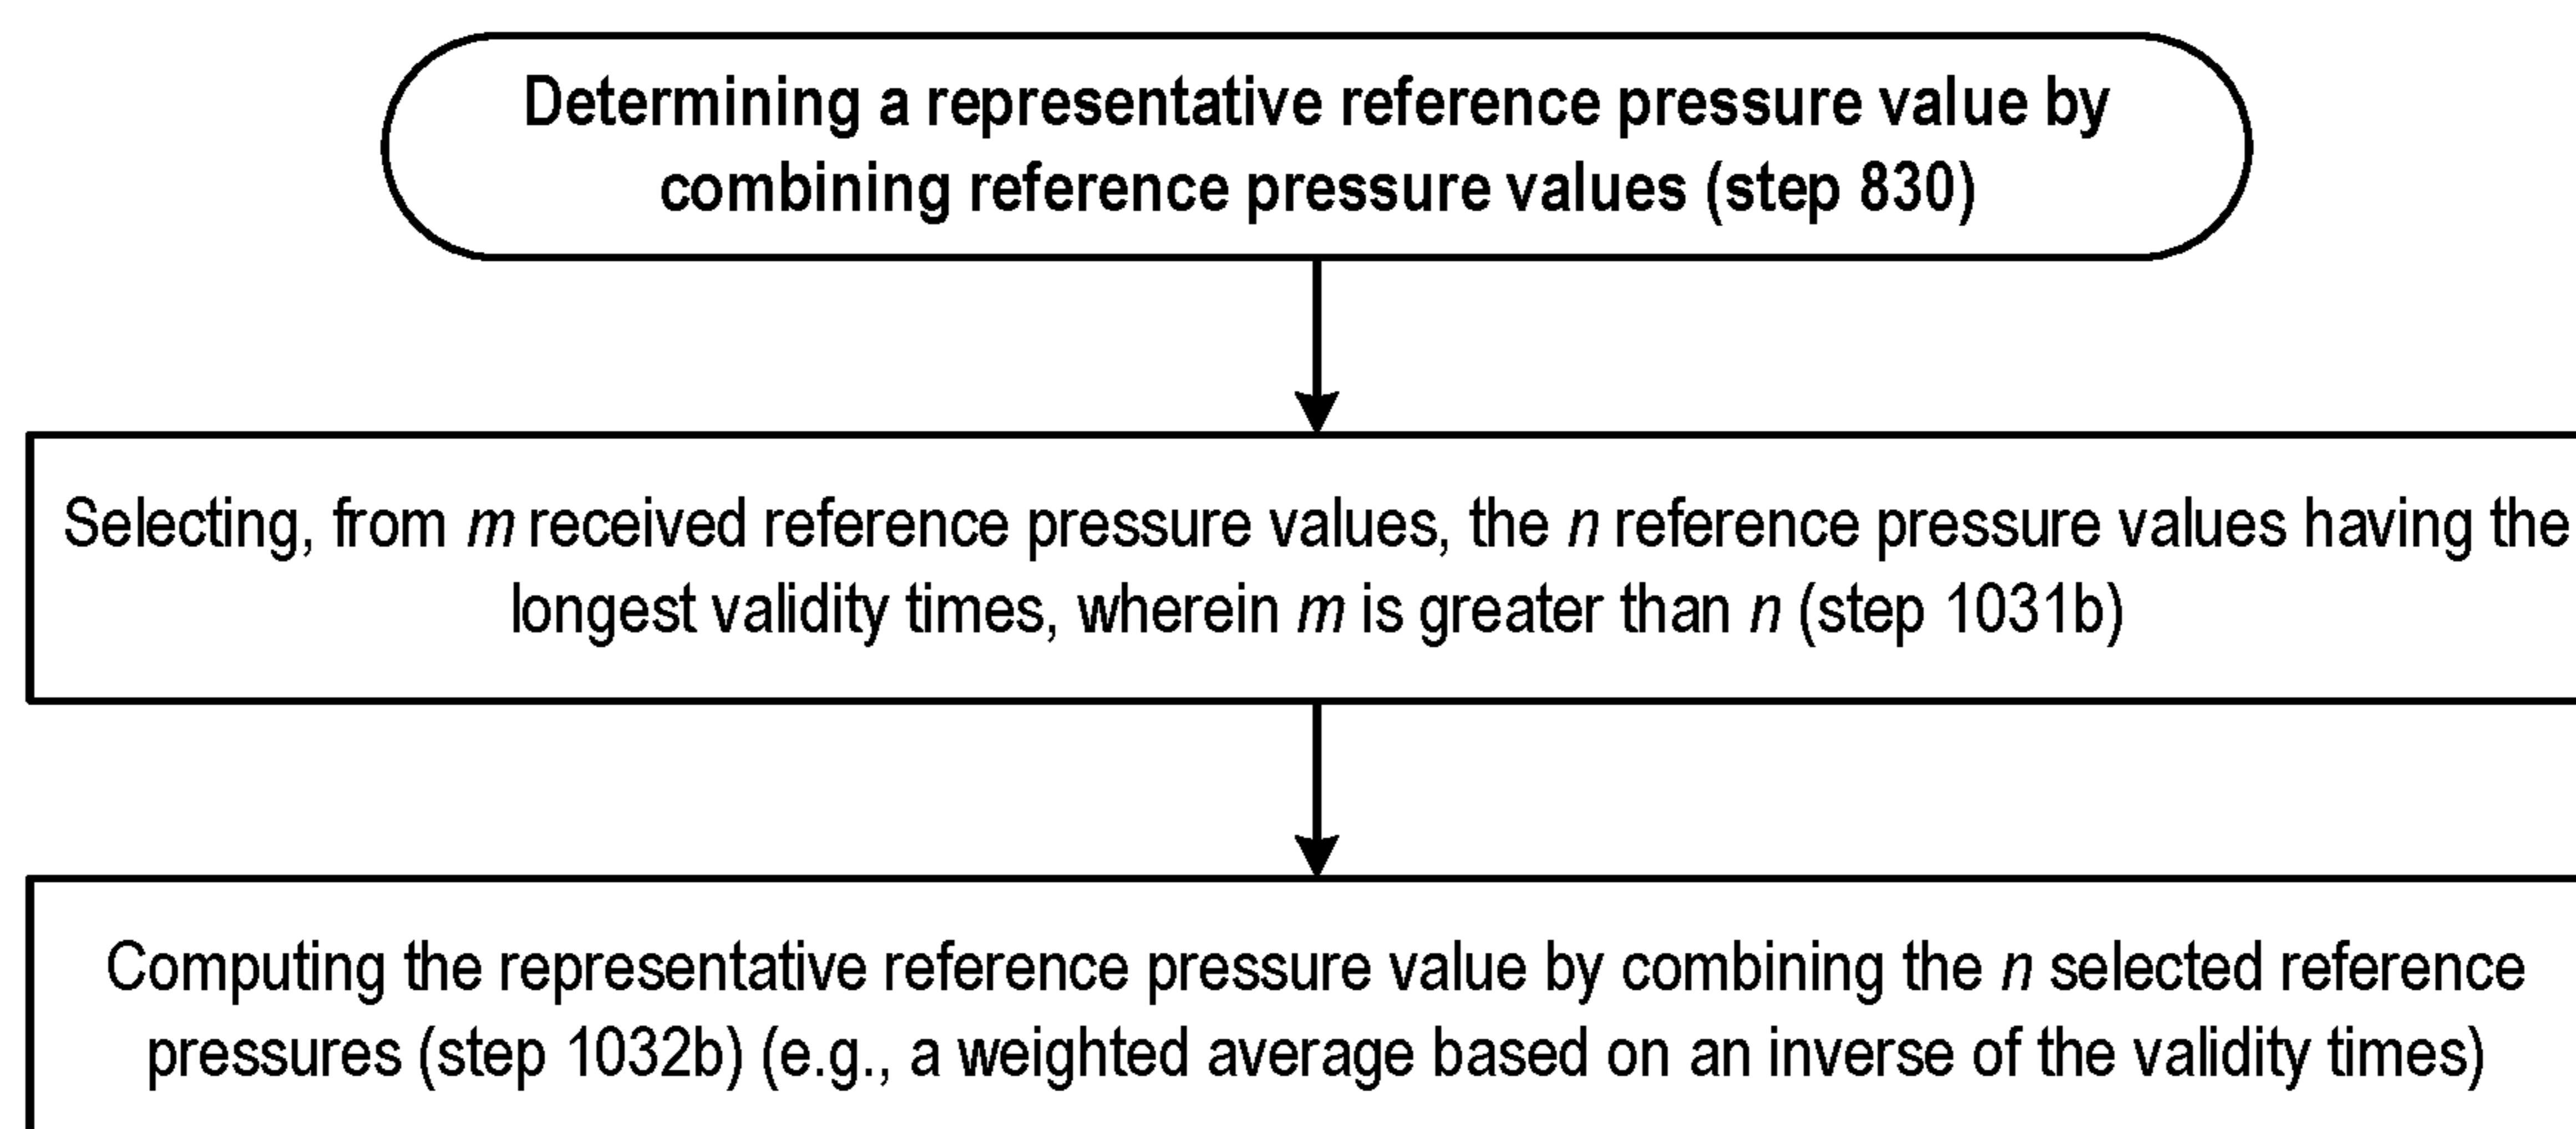 Determining a representative reference pressure value by
combining reference pressure values (step 830)
Selecting, from m received reference pressure values, the n reference pressure values having the
longest validity times, wherein m is greater than n (step 1031b)
Computing the representative reference pressure value by combining the n selected reference
pressures (step 1032b) (e.g., a weighted average based on an inverse of the validity times)